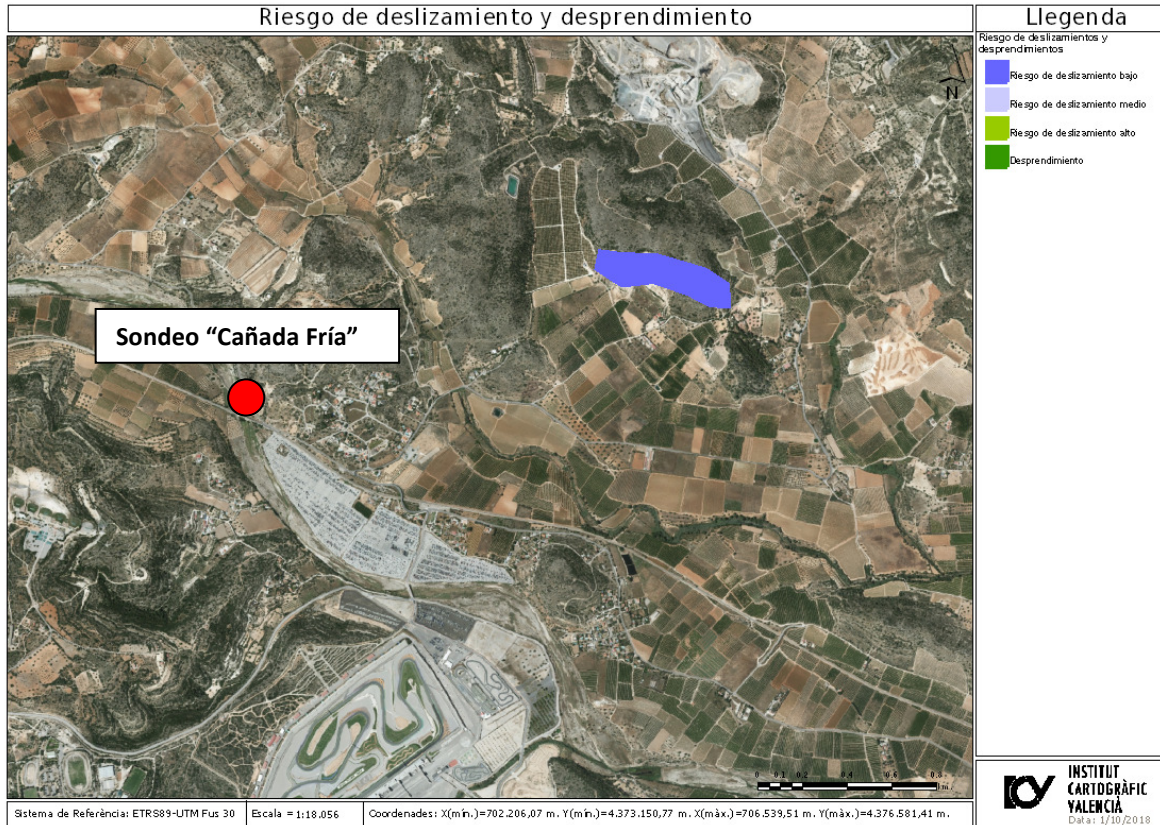 Riesgo de deslizamiento y desprendimiento
Llegenda
Riesgo de deslizamientos y
desprendimientos
Riesgo de deslizamiento bajo
Riesgo de deslizamiento medio
Riesgo de deslizamiento alto
Desprendimiento
N
Sondeo “Cañada Fría”
0 0.2 0.4 0.6 0.8
Sistema de Referència: ETRS89-UTM Fus 30
Escala = 1:18.056
Coordenades: X(mín.)=702.206,07 m. Y(mín.)=4.373.150,77 m. X(màx.)=706.539,51 m. Y(màx.)=4.376.581,41 m.
INSTITUT
CARTOGRÀFIC
VALENCIÀ
Data: 1/10/2018